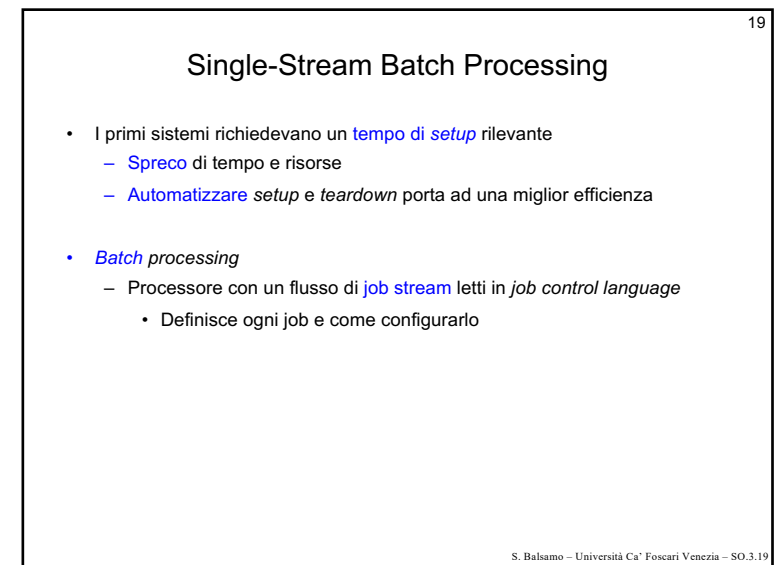 19
Single-Stream Batch Processing
• I primi sistemi richiedevano un tempo di setup rilevante
– Spreco di tempo e risorse
– Automatizzare setup e teardown porta ad una miglior efficienza
• Batch processing
– Processore con un flusso di job stream letti in job control language
• Definisce ogni job e come configurarlo
S. Balsamo – Università Ca’ Foscari Venezia – SO.3.19